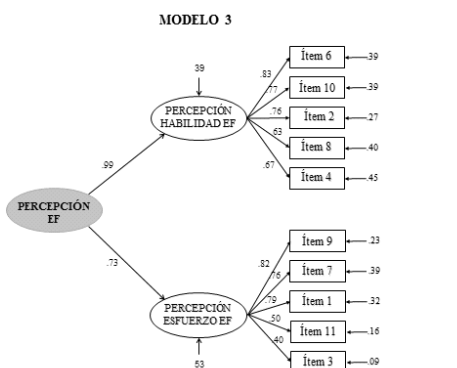 MODELO 3
39
.99
PERCEPCIÓN
EF
.73
PERCEPCIÓN
HABILIDAD EF
.83
.77
.76
.63
.67
Ítem 6
.39
Ítem 10
.39
Ítem 2
.27
Ítem 8
.40
Ítem 4
.45
PERCEPCIÓN
ESFUERZO EF
53
.82
.76
.79
.50
.40
Ítem 9
.23
Ítem 7
.39
Ítem 1
.32
Ítem 11
.16
Ítem 3
.09